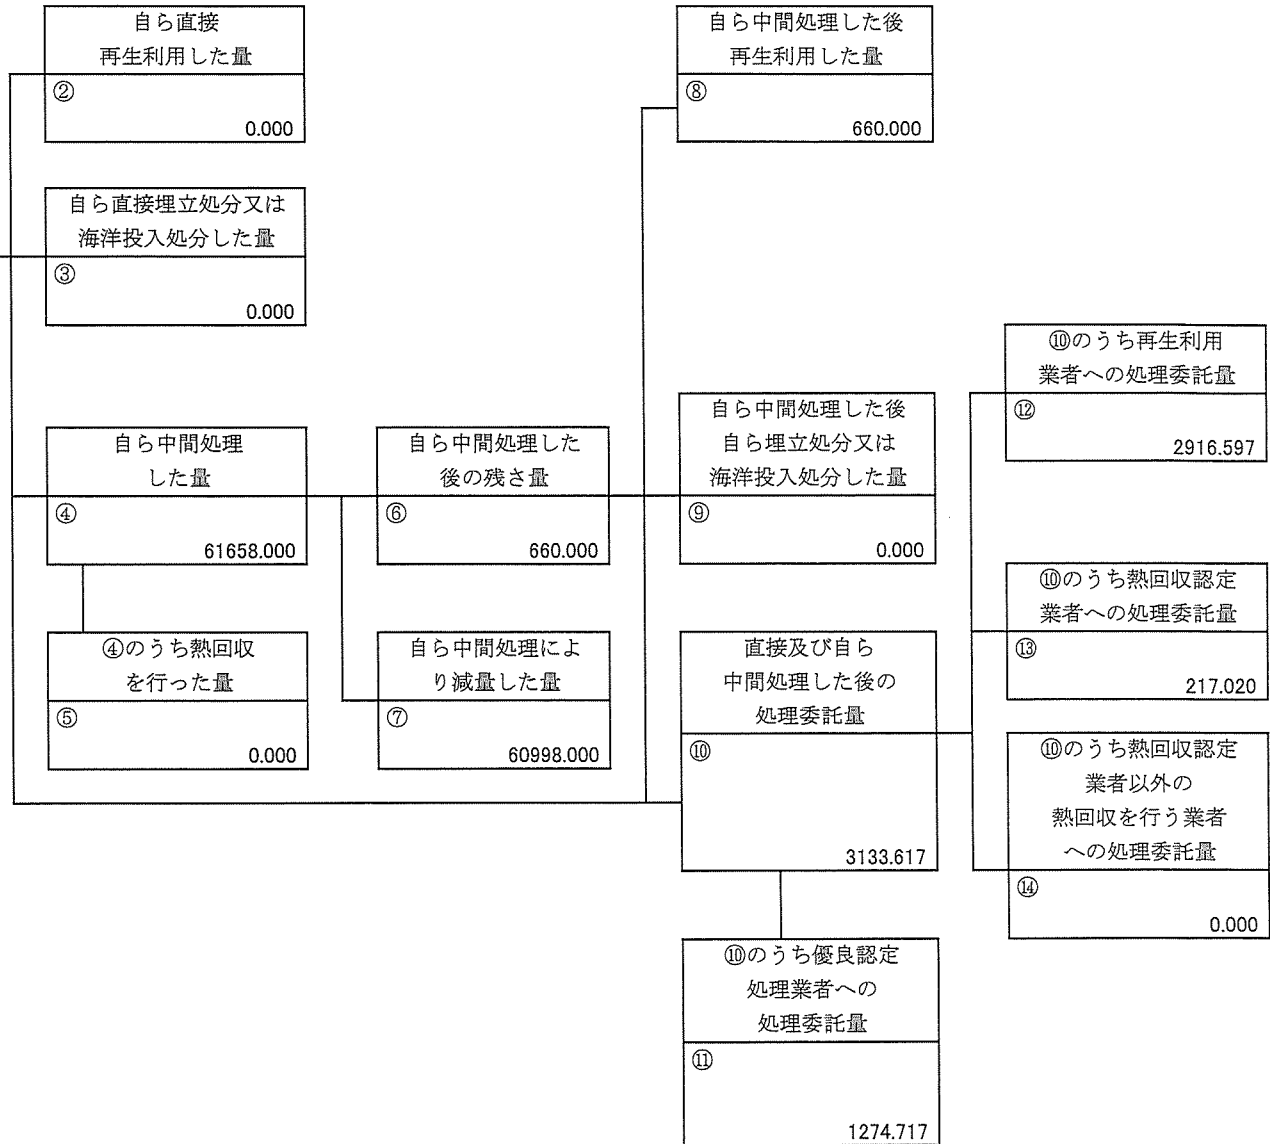 自ら直接
再生利用した量
②
0.000
自ら中間処理した後
再生利用した量
⑧
660.000
自ら直接埋立処分又は
海洋投入処分した量
③
0.000
⑩のうち再生利用
業者への処理委託量
⑫
2916.597
自ら中間処理
した量
④
61658.000
自ら中間処理した
後の残さ量
⑥
660.000
自ら中間処理した後
自ら埋立処分又は
海洋投入処分した量
⑨
0.000
⑩のうち熱回収認定
業者への処理委託量
⑬
217.020
④のうち熱回収
を行った量
⑤
0.000
自ら中間処理によ
り減量した量
⑦
60998.000
直接及び自ら
中間処理した後の
処理委託量
⑩
3133.617
⑩のうち熱回収認定
業者以外の
熱回収を行う業者
への処理委託量
⑭
0.000
⑩のうち優良認定
処理業者への
処理委託量
⑪
1274.717